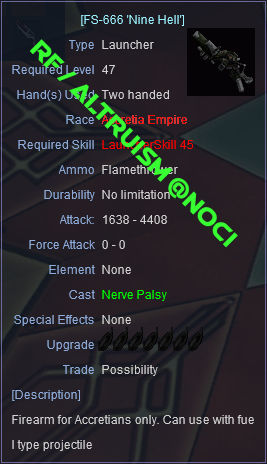 [FS-666 'Nine Hell']
Type Launcher
Required Level 47
Hand(s) Used Two handed
Race Accretia Empire
Required Skill LauncherSkill 45
Ammo Flamethrower
Durability No limitation
Attack: 1638 - 4408
Force Attack 0 - 0
Element None
Cast Nerve Palsy
Special Effects None
Upgrade
Trade Possibility
[Description]
Firearm for Accretians only. Can use with fue
l type projectile
RF/ALTRUISM@NOCI